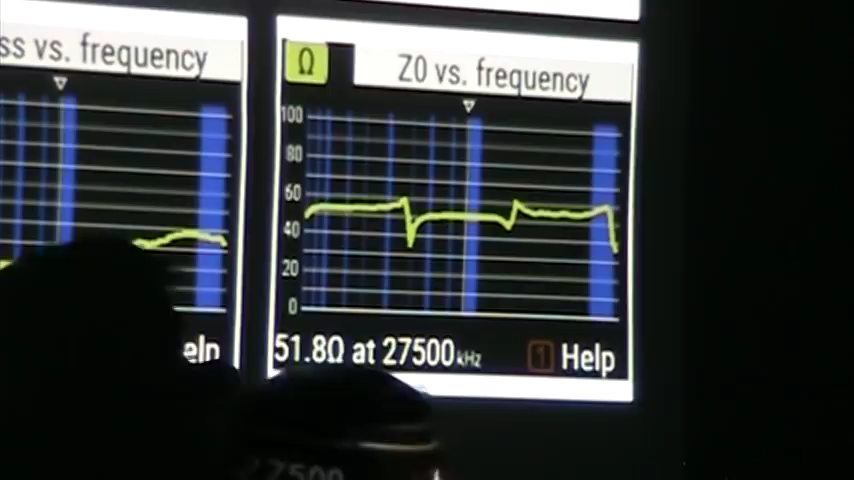 ss vs. frequency
Ω
Z0 vs. frequency
100
80
60
40
20
0
elp
51.8Ω at 27500kHz
1 Help
27500